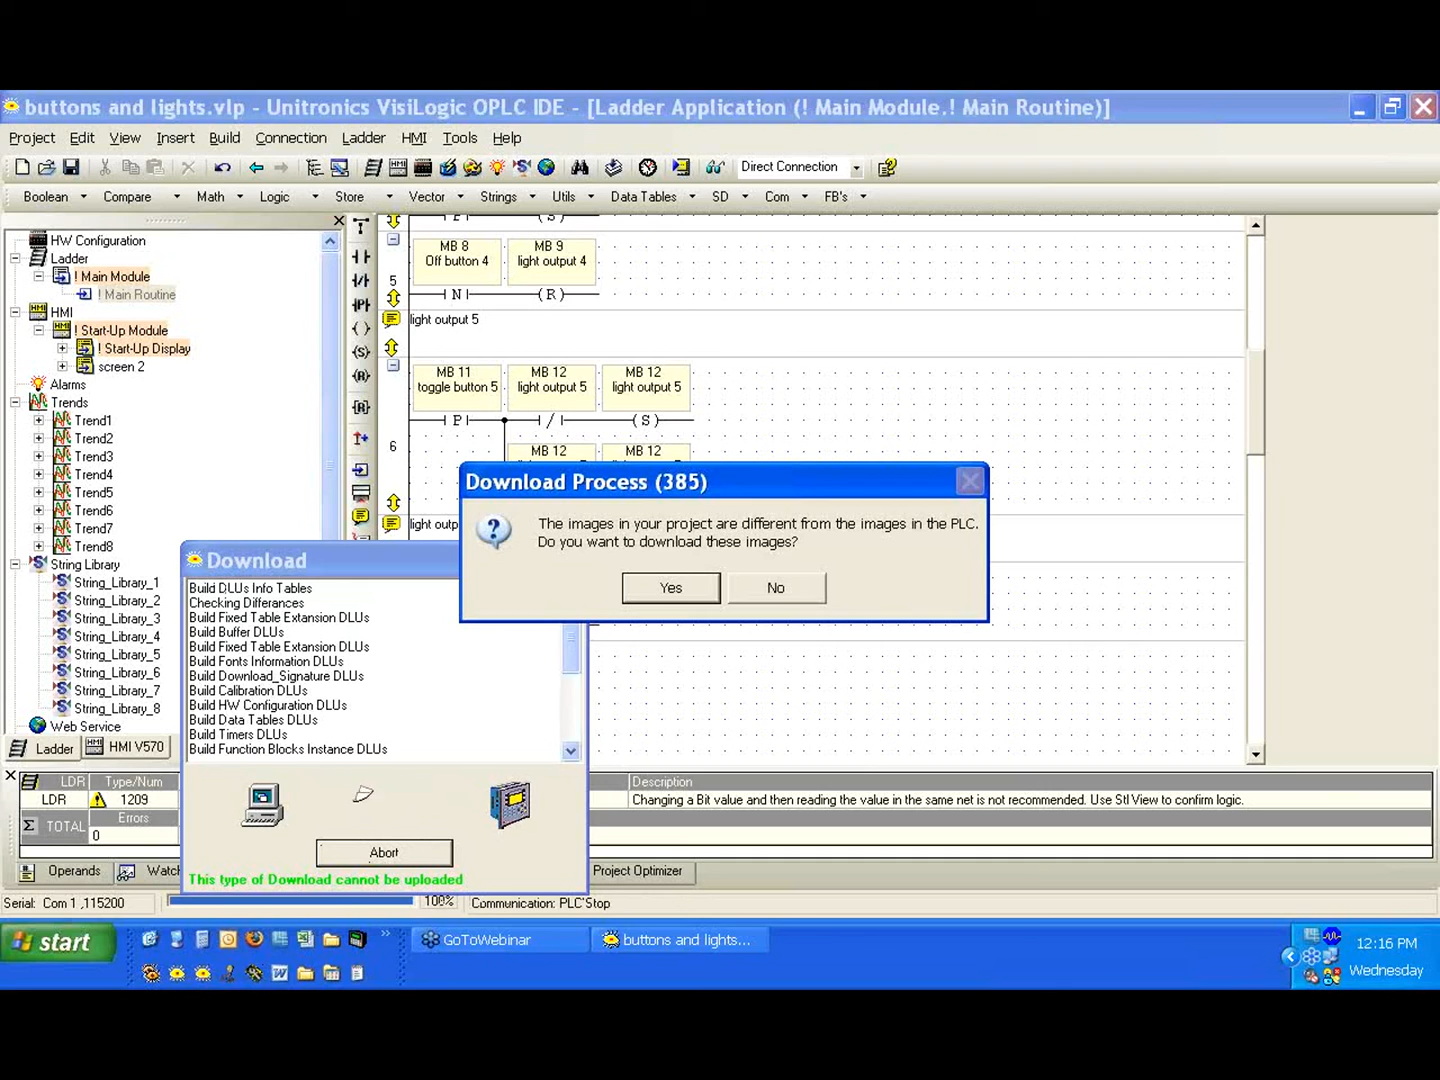 buttons and lights.vlp - Unitronics VisiLogic OPLC IDE - [Ladder Application (! Main Module.! Main Routine)]
Project Edit View Insert Build Connection Ladder HMI Tools Help
Direct Connection
Boolean Compare Math Logic Store Vector Strings Utils Data Tables SD Com FB's
HW Configuration
Ladder
! Main Module
! Main Routine
HMI
! Start-Up Module
! Start-Up Display
screen 2
Alarms
Trends
Trend1
Trend2
Trend3
Trend4
Trend5
Trend6
Trend7
Trend8
String Library
String_Library_1
String_Library_2
String_Library_3
String_Library_4
String_Library_5
String_Library_6
String_Library_7
String_Library_8
Web Service
Ladder HMI V570
MB 8 MB 9
Off button 4 light output 4
5
N (R)
light output 5
MB 11 MB 12 MB 12
toggle button 5 light output 5 light output 5
P / (S)
6
MB 12 MB 12
Download Process (385)
The images in your project are different from the images in the PLC.
Do you want to download these images?
Yes No
Download
Build DLUs Info Tables
Checking Differances
Build Fixed Table Extansion DLUs
Build Buffer DLUs
Build Fixed Table Extansion DLUs
Build Fonts Information DLUs
Build Download_Signature DLUs
Build Calibration DLUs
Build HW Configuration DLUs
Build Data Tables DLUs
Build Timers DLUs
Build Function Blocks Instance DLUs
Abort
This type of Download cannot be uploaded
LDR Type/Num Description
LDR 1209 Changing a Bit value and then reading the value in the same net is not recommended. Use Stl View to confirm logic.
Σ TOTAL Errors
0
Operands Project Optimizer
Serial: Com 1 ,115200 100% Communication: PLC'Stop
start GoToWebinar buttons and lights... 12:16 PM
Wednesday